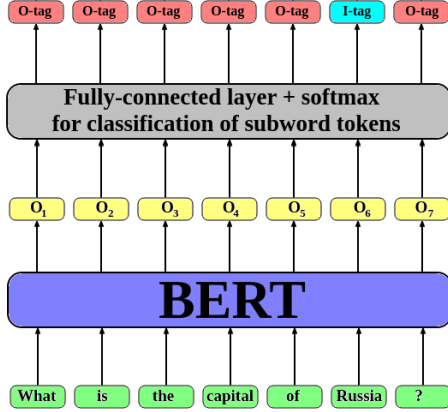 O-tag O-tag O-tag O-tag O-tag I-tag O-tag
Fully-connected layer + softmax
for classification of subword tokens
O1 O2 O3 O4 O5 O6 O7
BERT
What is the capital of Russia ?